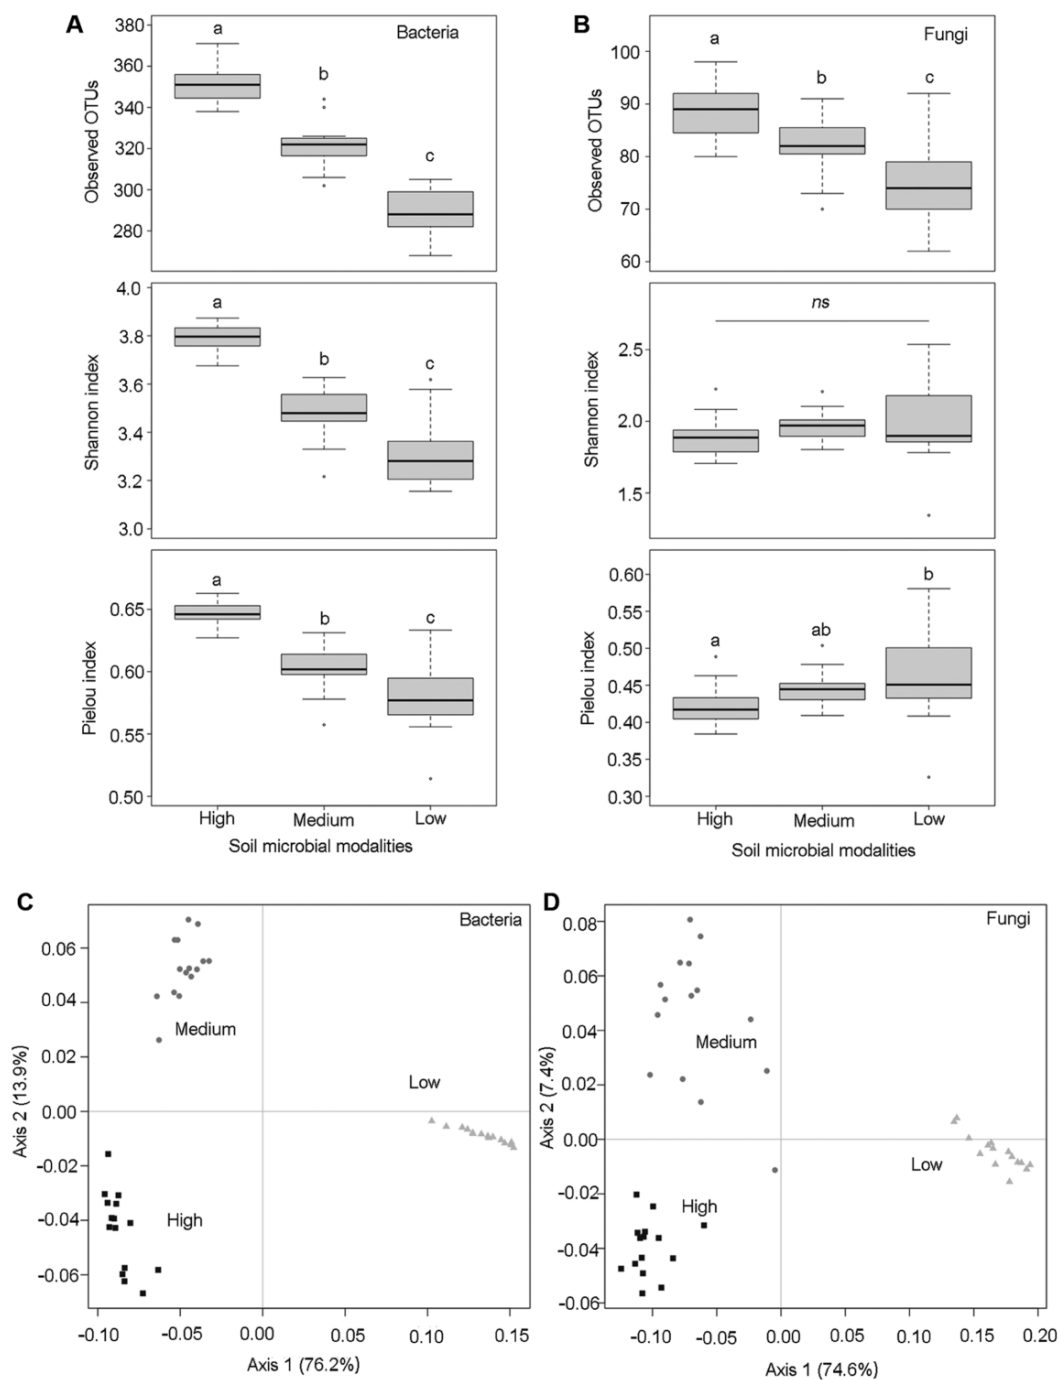 A
Bacteria
Observed OTUs
380
360
340
320
300
280
a
b
c
Shannon index
4.0
3.8
3.6
3.4
3.2
3.0
a
b
c
Pielou index
0.65
0.60
0.55
0.50
a
b
c
High Medium Low
Soil microbial modalities
B
Fungi
Observed OTUs
100
90
80
70
60
a
b
c
Shannon index
2.5
2.0
1.5
ns
Pielou index
0.60
0.55
0.50
0.45
0.40
0.35
0.30
a
ab
b
High Medium Low
Soil microbial modalities
C
Bacteria
Axis 2 (13.9%)
0.06
0.04
0.02
0.00
-0.02
-0.04
-0.06
Medium
Low
High
-0.10 -0.05 0.00 0.05 0.10 0.15
Axis 1 (76.2%)
D
Fungi
Axis 2 (7.4%)
0.08
0.06
0.04
0.02
0.00
-0.02
-0.04
-0.06
Medium
Low
High
-0.10 -0.05 0.00 0.05 0.10 0.15 0.20
Axis 1 (74.6%)